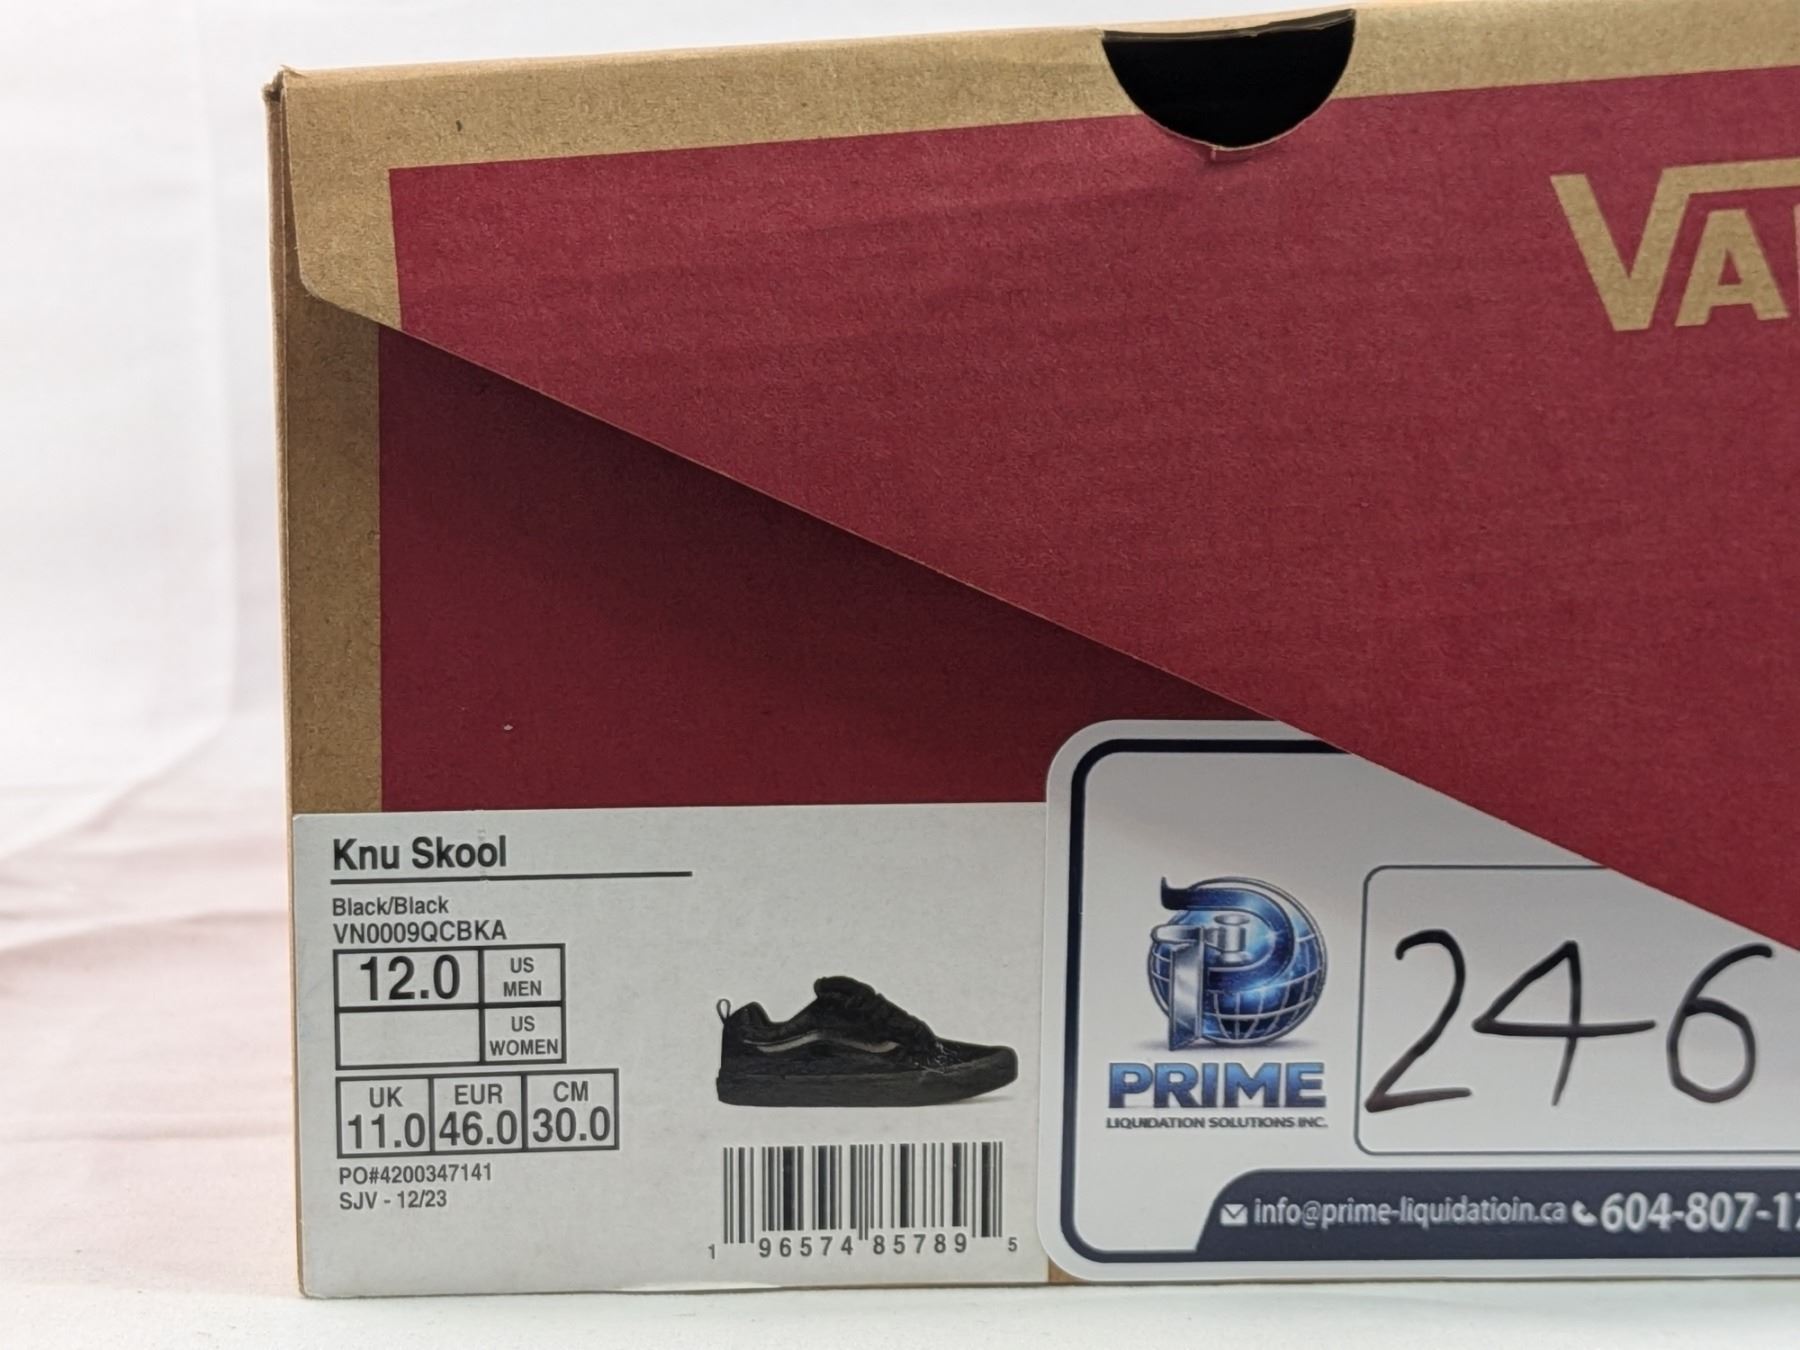 VA
Knu Skool
Black/Black
VN0009QCBKA
12.0 US MEN
US WOMEN
UK EUR CM
11.0 46.0 30.0
PO#4200347141
SJV - 12/23
1 96574 85789 5
246
PRIME
LIQUIDATION SOLUTIONS INC.
info@prime-liquidatioin.ca 604-807-17